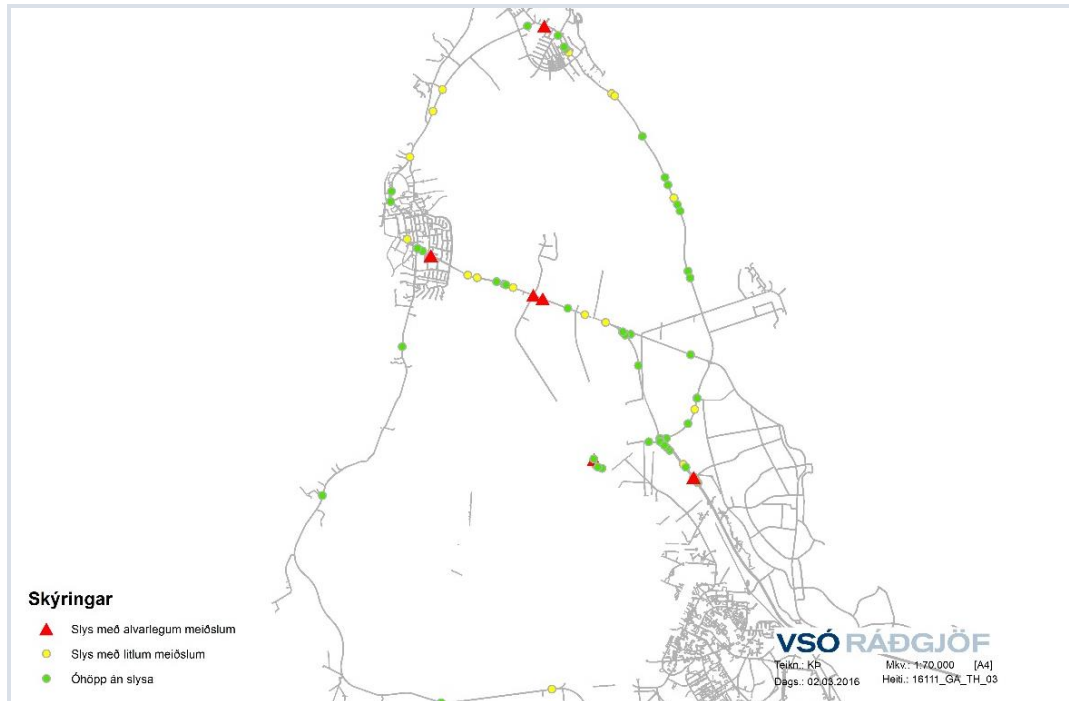 Skýringar
Slys með alvarlegum meiðslum
Slys með litlum meiðslum
Óhöpp án slysa
VSÓ RÁÐGJÖF
Teikn.: KÞ Mkv.: 1:70.000 [A4]
Dags.: 02.03.2016 Heiti.: 16111_GA_TH_03